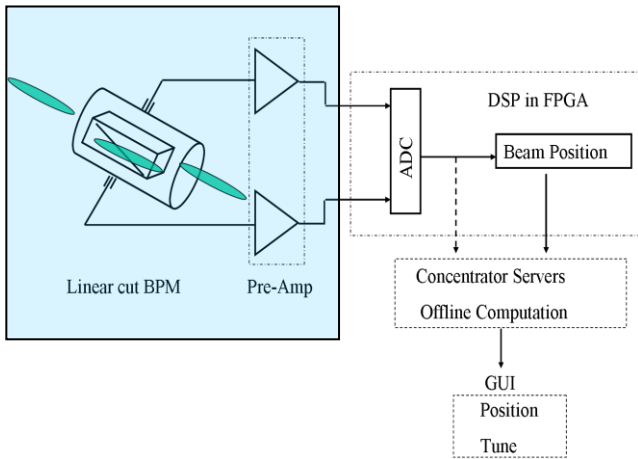 DSP in FPGA
ADC
Beam Position
Linear cut BPM
Pre-Amp
Concentrator Servers
Offline Computation
GUI
Position
Tune